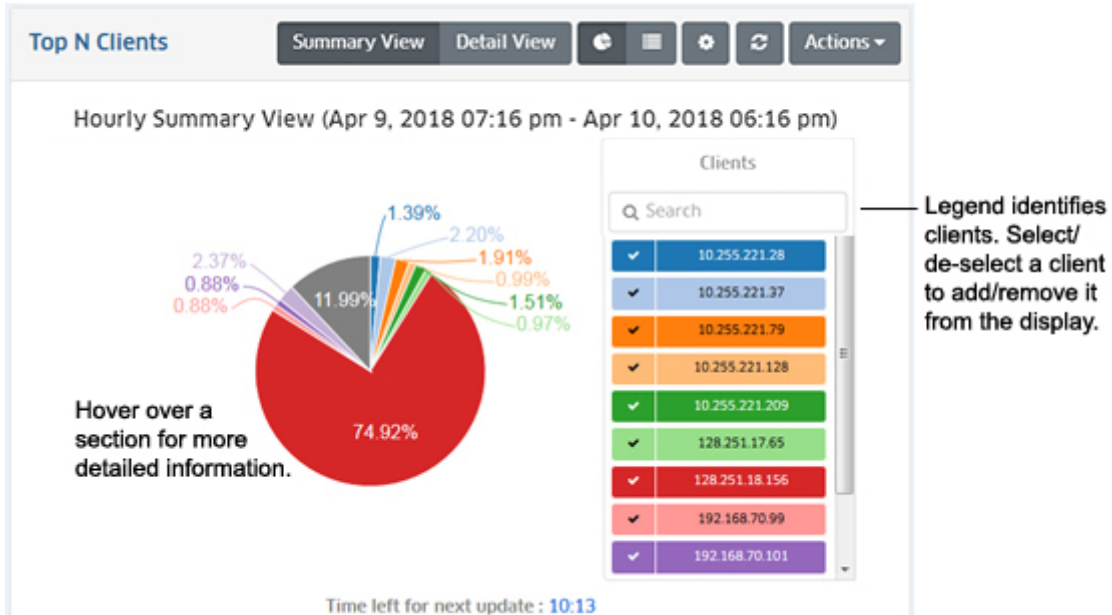 Top N Clients
Summary View Detail View Actions
Hourly Summary View (Apr 9, 2018 07:16 pm - Apr 10, 2018 06:16 pm)
Clients
Search
10.255.221.28
10.255.221.37
10.255.221.79
10.255.221.128
10.255.221.209
128.251.17.65
128.251.18.156
192.168.70.99
192.168.70.101
1.39%
2.20%
1.91%
0.99%
1.51%
0.97%
74.92%
0.88%
0.88%
2.37%
11.99%
Hover over a
section for more
detailed information.
Legend identifies
clients. Select/
de-select a client
to add/remove it
from the display.
Time left for next update : 10:13